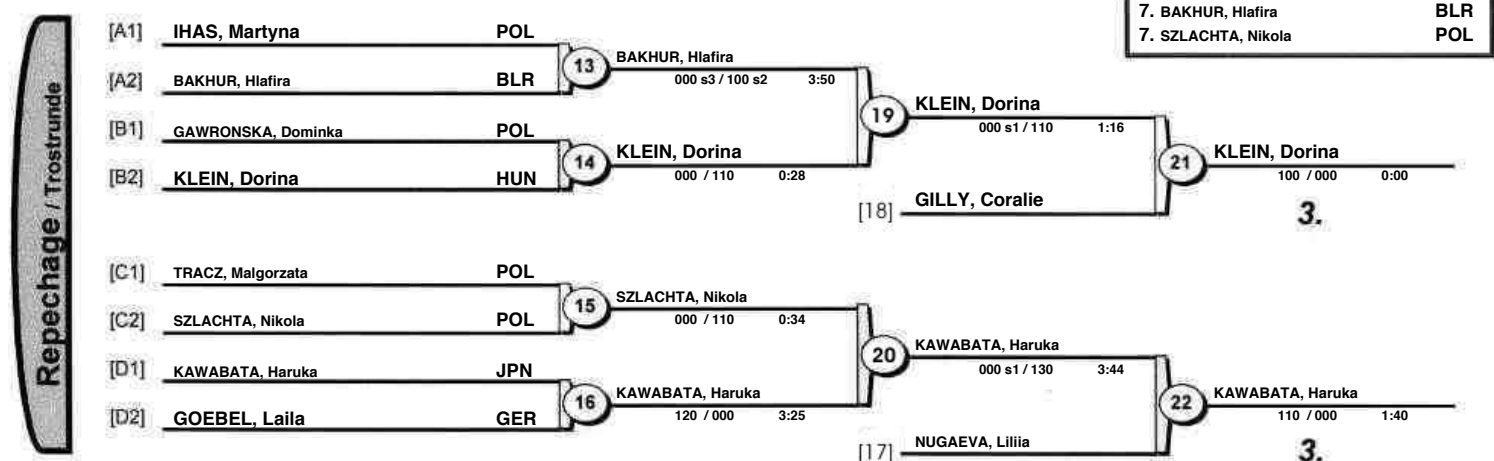 7. BAKHUR, Hlafira BLR
7. SZLACHTA, Nikola POL
Repechage / Trostrunde
[A1] IHAS, Martyna POL
[A2] BAKHUR, Hlafira BLR
13 BAKHUR, Hlafira
000 s3 / 100 s2 3:50
[B1] GAWRONSKA, Dominka POL
[B2] KLEIN, Dorina HUN
14 KLEIN, Dorina
000 / 110 0:28
19 KLEIN, Dorina
000 s1 / 110 1:16
[18] GILLY, Coralie
21 KLEIN, Dorina
100 / 000 0:00
3.
[C1] TRACZ, Malgorzata POL
[C2] SZLACHTA, Nikola POL
15 SZLACHTA, Nikola
000 / 110 0:34
[D1] KAWABATA, Haruka JPN
[D2] GOEBEL, Laila GER
16 KAWABATA, Haruka
120 / 000 3:25
20 KAWABATA, Haruka
000 s1 / 130 3:44
[17] NUGAEVA, Liliia
22 KAWABATA, Haruka
110 / 000 1:40
3.